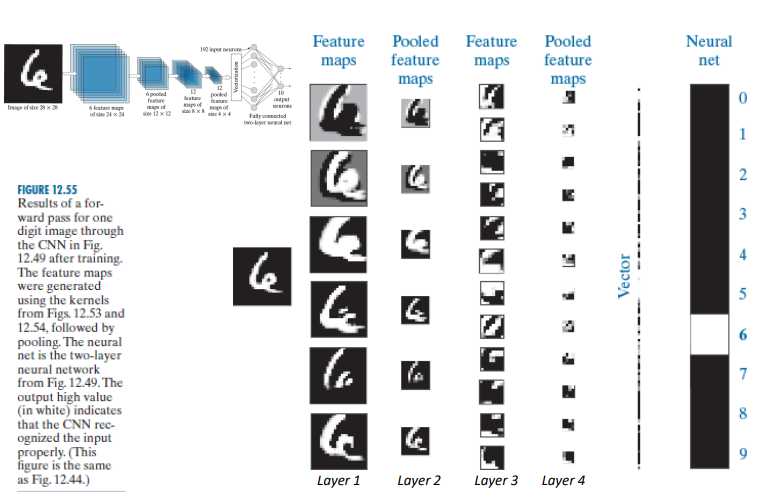 192 input neurons
Vectorization
Image of size 28 × 28
6 feature maps
of size 24 × 24
6 pooled
feature
maps of
size 12 × 12
12
feature
maps of
size 8 × 8
12
pooled
feature
maps of
size 4 × 4
10
output
neurons
Fully connected
two-layer neural net
FIGURE 12.55
Results of a for-
ward pass for one
digit image through
the CNN in Fig.
12.49 after training.
The feature maps
were generated
using the kernels
from Figs. 12.53 and
12.54, followed by
pooling. The neural
net is the two-layer
neural network
from Fig. 12.49. The
output high value
(in white) indicates
that the CNN rec-
ognized the input
properly. (This
figure is the same
as Fig. 12.44.)
Feature
maps
Pooled
feature
maps
Feature
maps
Pooled
feature
maps
Neural
net
Vector
0
1
2
3
4
5
6
7
8
9
Layer 1
Layer 2
Layer 3
Layer 4